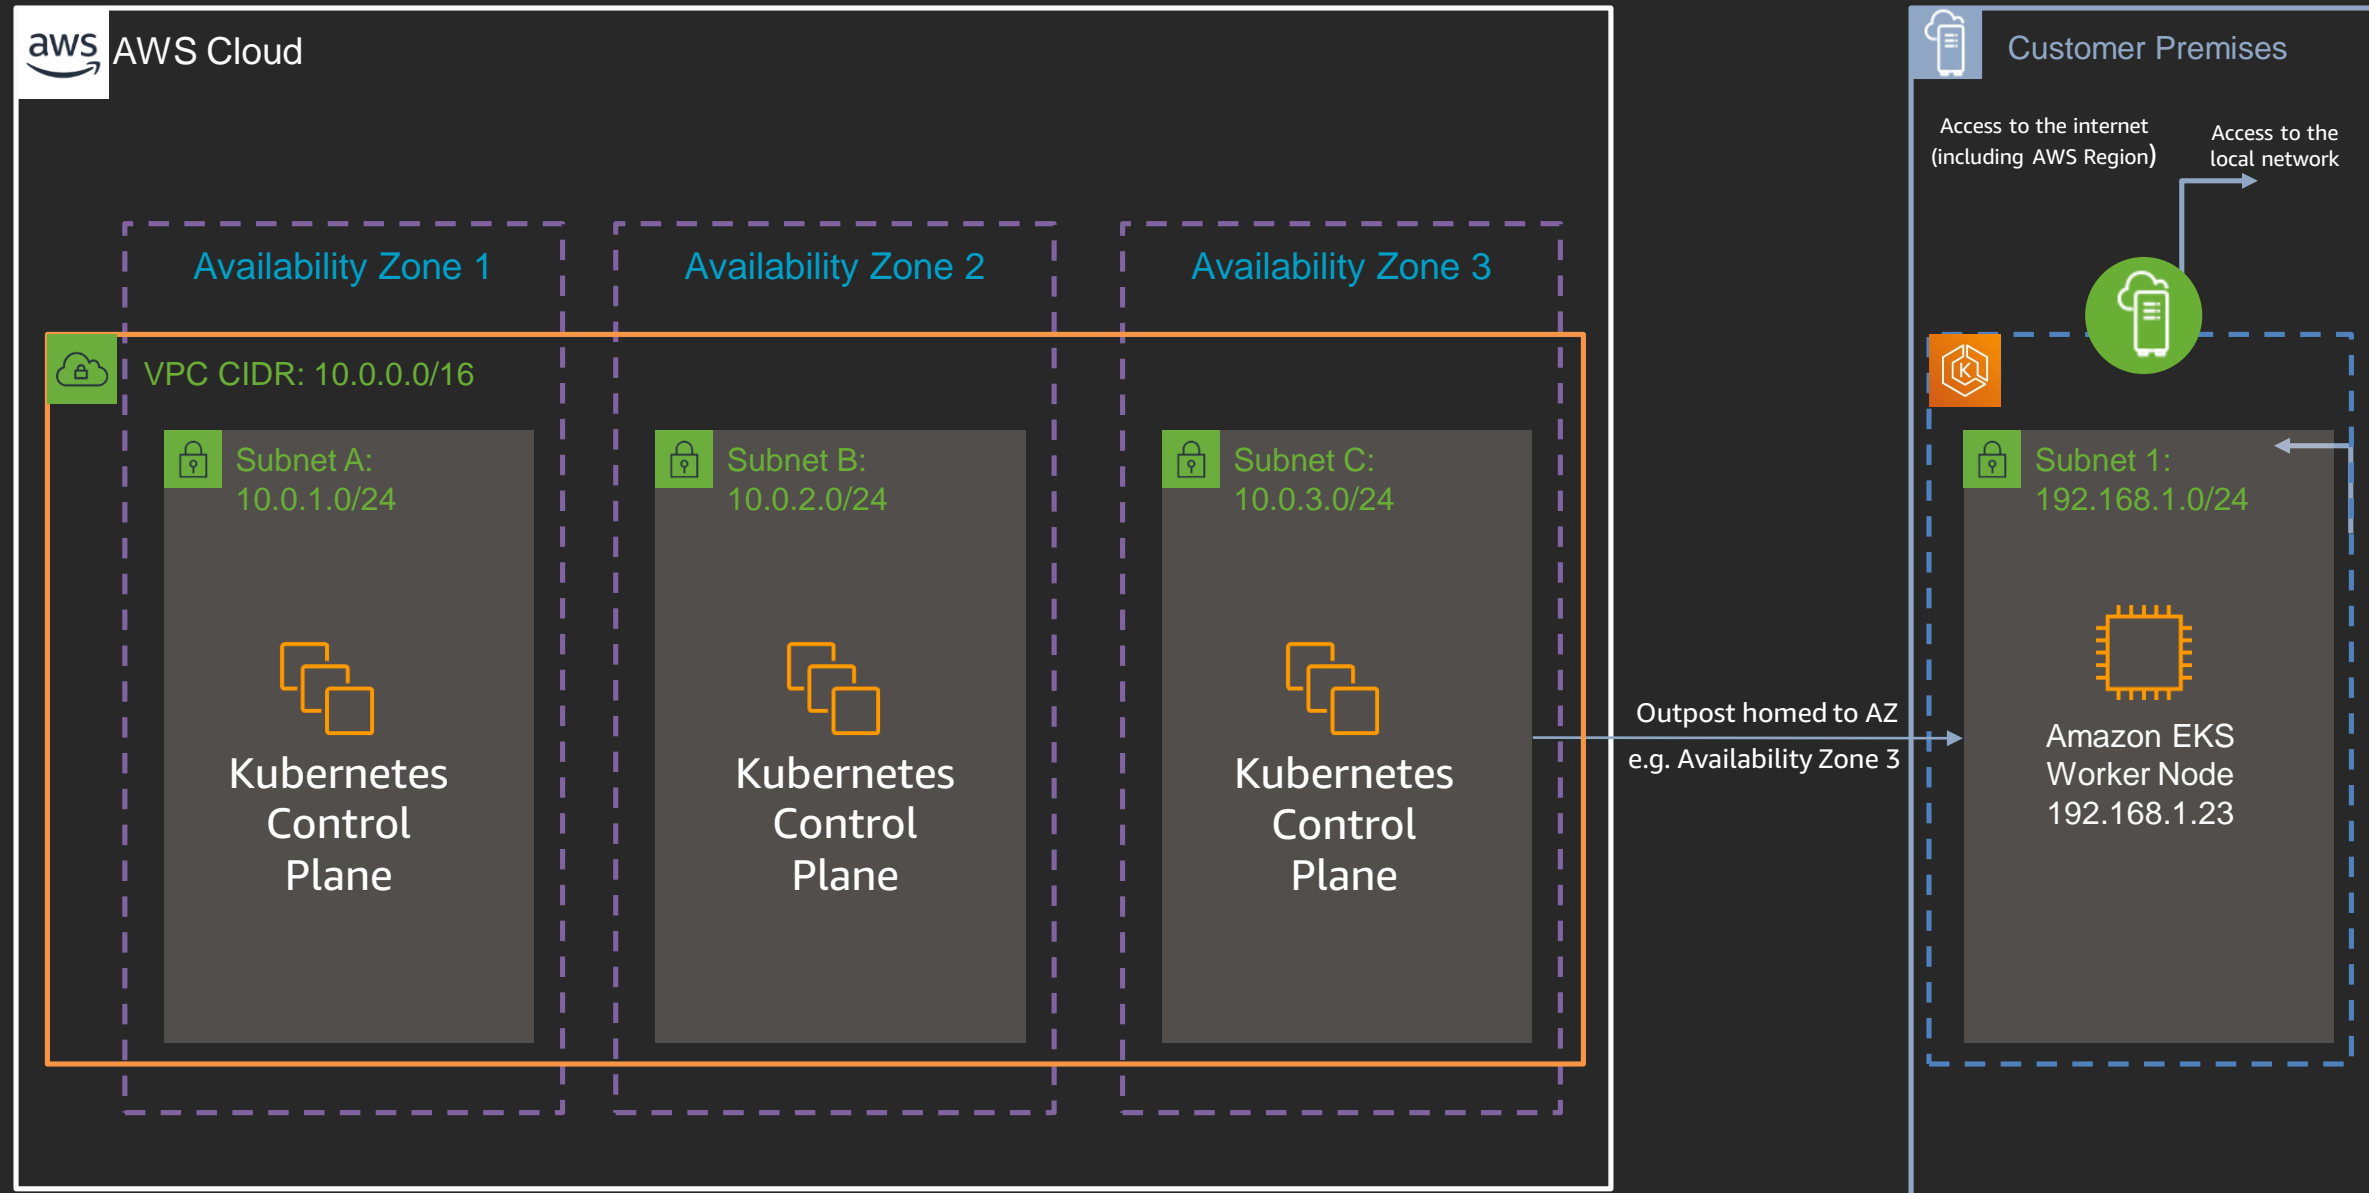 aws
AWS Cloud
Customer Premises
Access to the internet
(including AWS Region)
Access to the
local network
Availability Zone 1
Availability Zone 2
Availability Zone 3
VPC CIDR: 10.0.0.0/16
K
Subnet A:
10.0.1.0/24
Subnet B:
10.0.2.0/24
Subnet C:
10.0.3.0/24
Subnet 1:
192.168.1.0/24
Kubernetes
Control
Plane
Kubernetes
Control
Plane
Kubernetes
Control
Plane
Outpost homed to AZ
e.g. Availability Zone 3
Amazon EKS
Worker Node
192.168.1.23